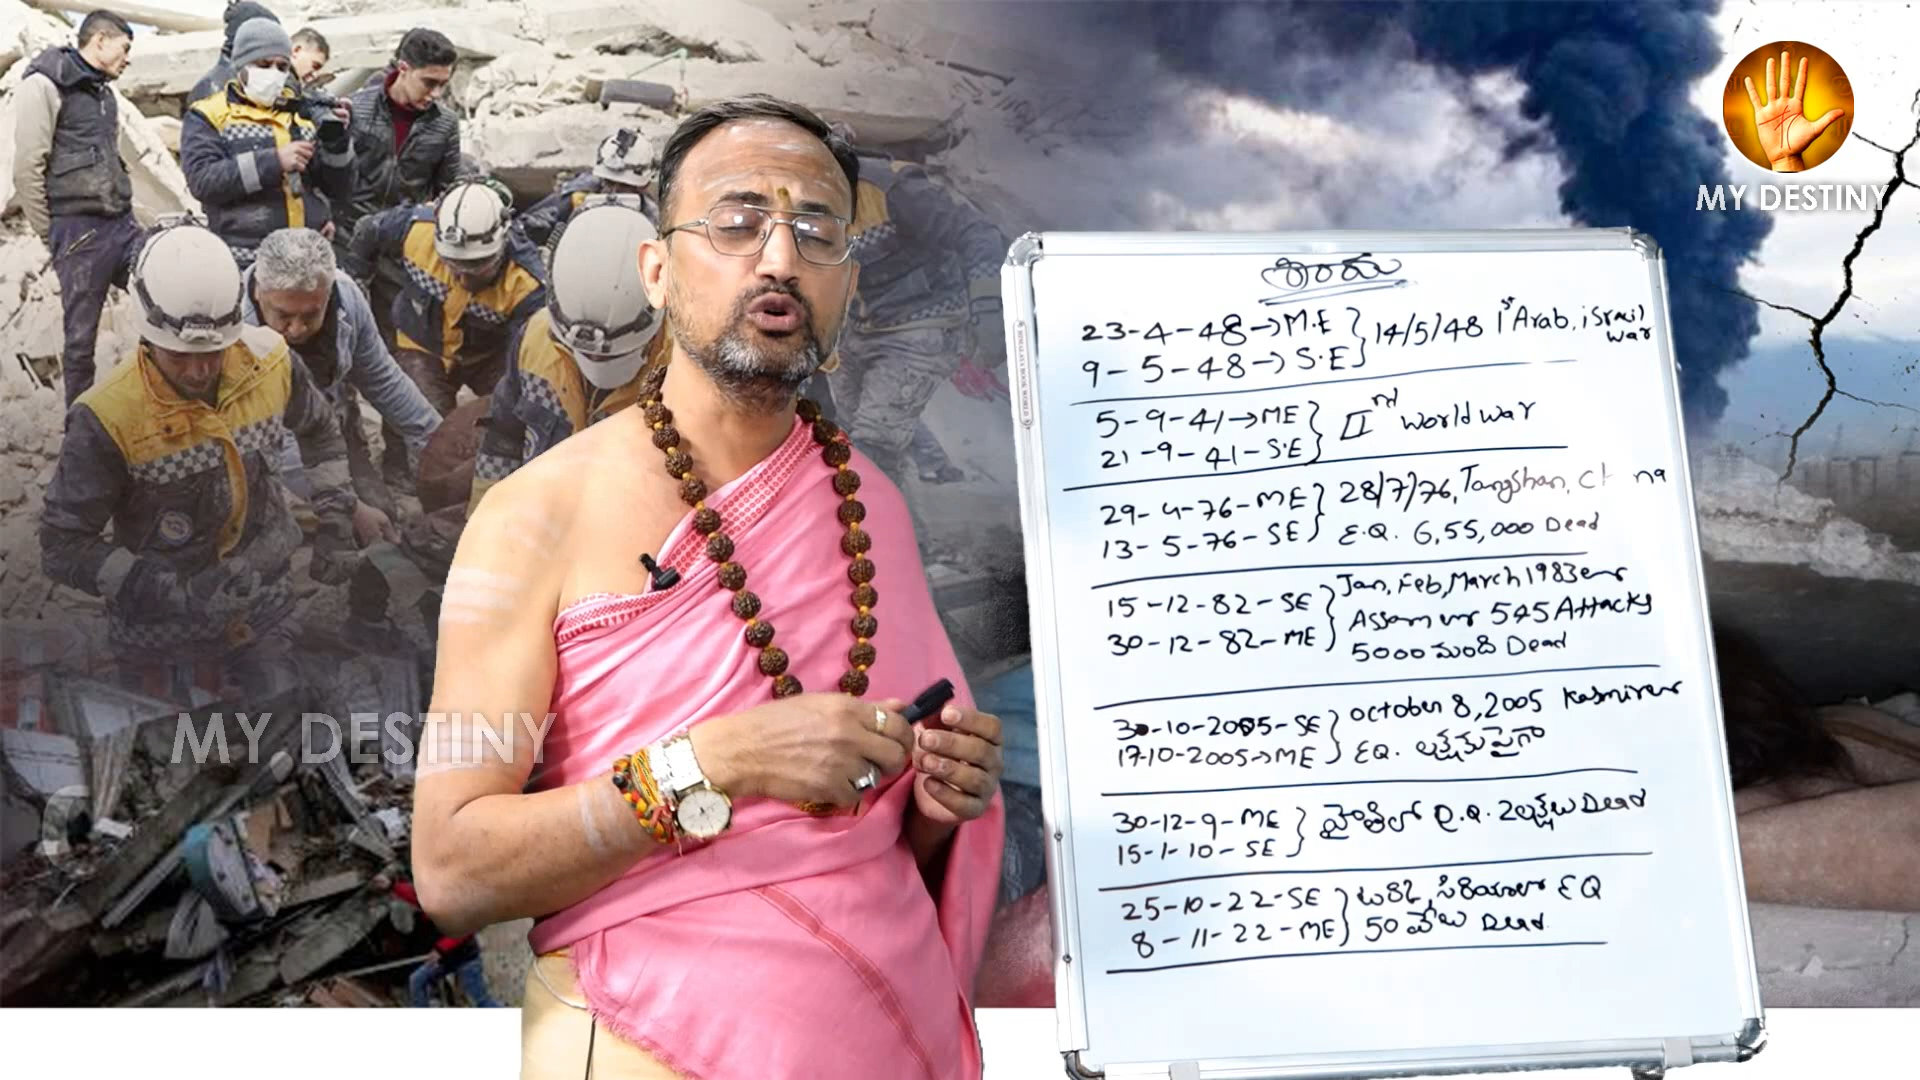 MY DESTINY
శ్రీరామ
23-4-48→M.E } 14/5/48 1st Arab, israil war
9-5-48→S.E
5-9-41→ME } IInd world war
21-9-41-S.E
29-4-76-ME } 28/7/76, Tangshan, Ch na
13-5-76-SE } E.Q. 6,55,000 Dead
15-12-82-SE } Jan, Feb, March 1983
30-12-82-ME } Assam 545 Attacks
5000 మంది Dead
30-10-2005-SE } October 8, 2005
17-10-2005→ME } EQ. లక్షకుపైగా
30-12-9-ME } హైతిలో E.Q. 2లక్షలు Dead
15-1-10-SE
25-10-22-SE } టర్కీ, సిరియాలో EQ
8-11-22-ME } 50 వేలు Dead.
MY DESTINY